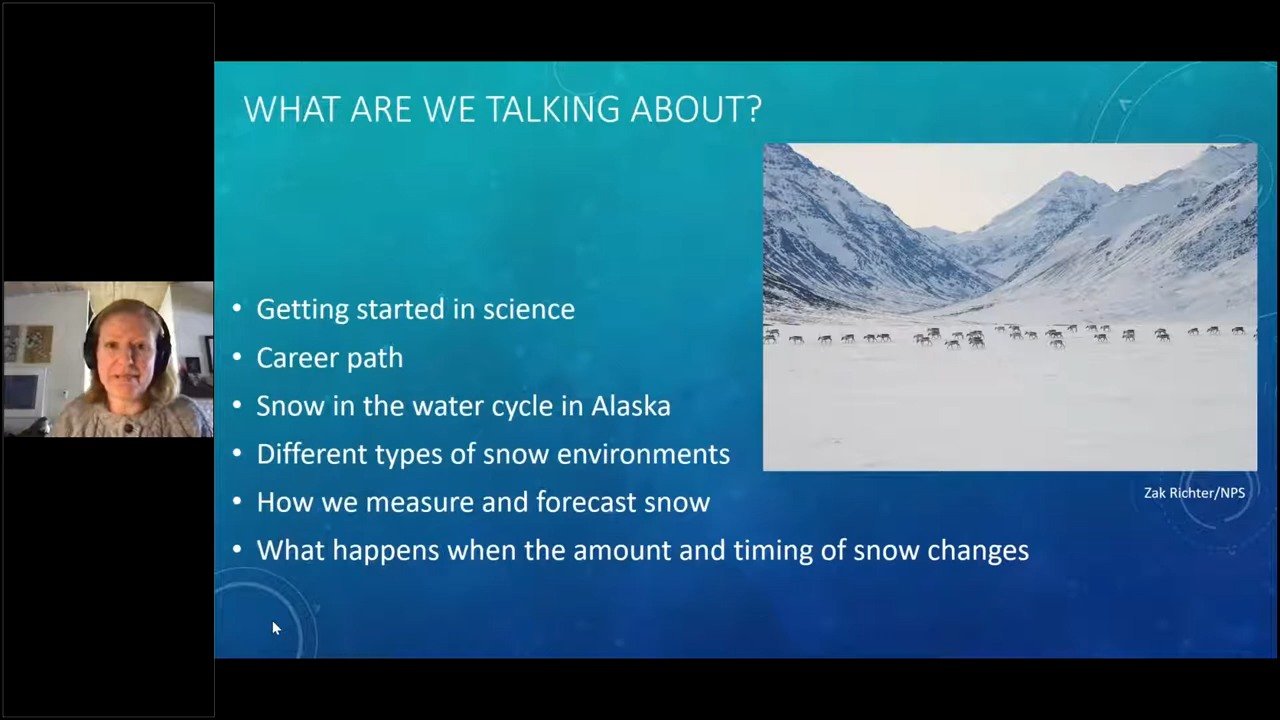 WHAT ARE WE TALKING ABOUT?
• Getting started in science
• Career path
• Snow in the water cycle in Alaska
• Different types of snow environments
• How we measure and forecast snow
• What happens when the amount and timing of snow changes
Zak Richter/NPS